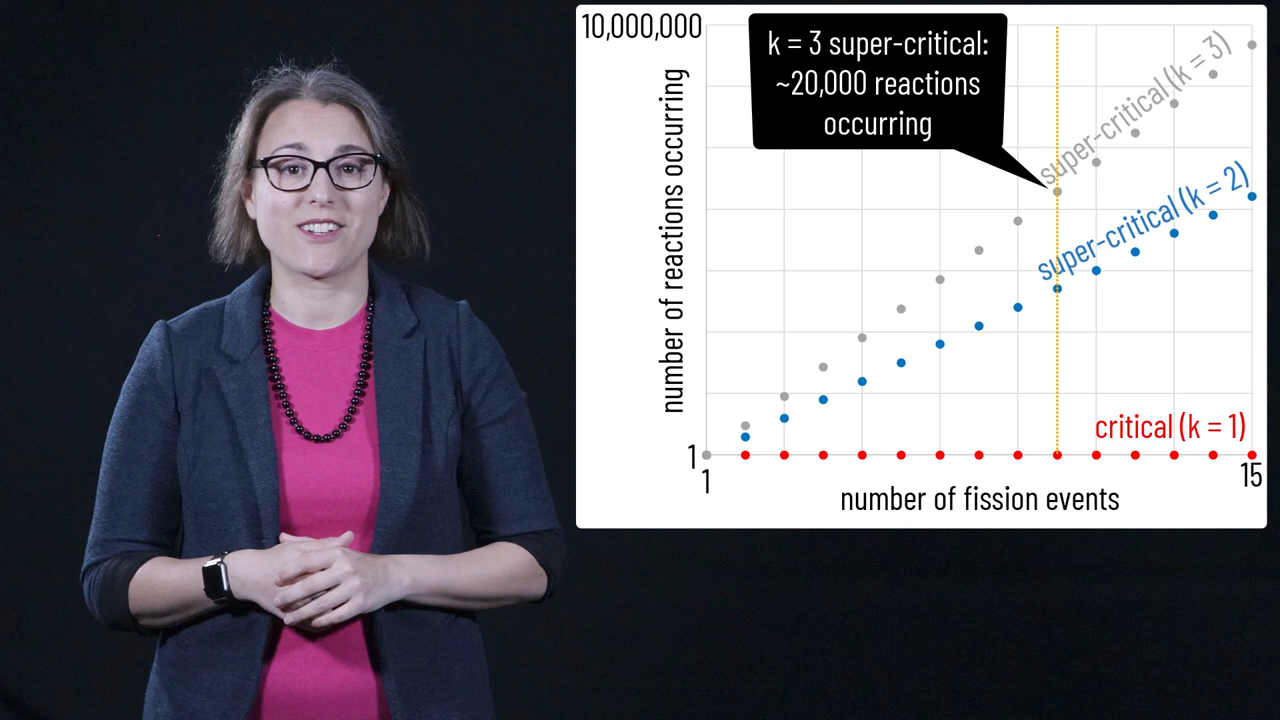 10,000,000
k = 3 super-critical:
~20,000 reactions
occurring
number of reactions occurring
super-critical (k = 3)
super-critical (k = 2)
critical (k = 1)
1
1
15
number of fission events